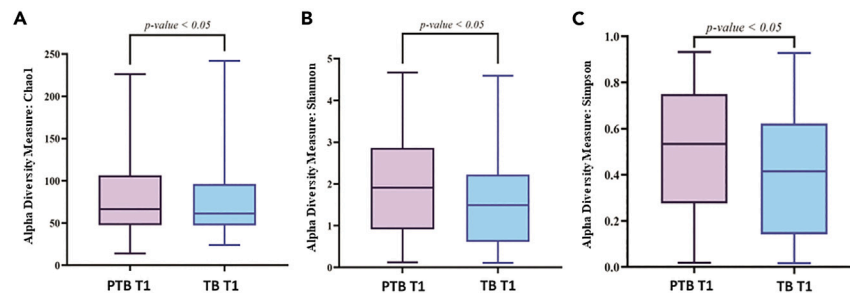 A
p-value < 0.05
Alpha Diversity Measure: Chao1
250
200
150
100
50
0
PTB T1
TB T1
B
p-value < 0.05
Alpha Diversity Measure: Shannon
5
4
3
2
1
0
PTB T1
TB T1
C
p-value < 0.05
Alpha Diversity Measure: Simpson
1.0
0.8
0.6
0.4
0.2
0.0
PTB T1
TB T1